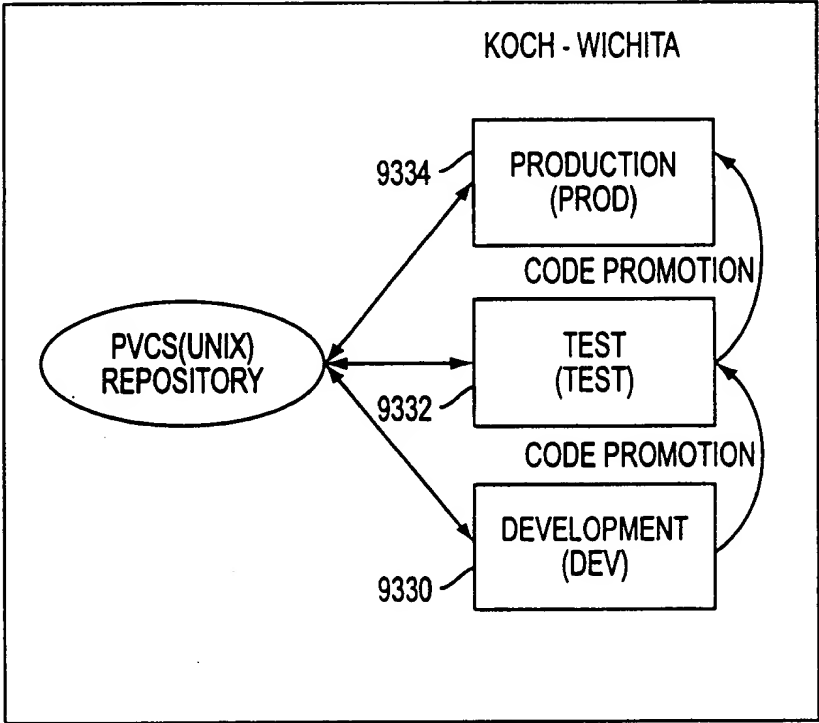 KOCH - WICHITA
9334
PRODUCTION
(PROD)
CODE PROMOTION
PVCS(UNIX)
REPOSITORY
TEST
(TEST)
9332
CODE PROMOTION
DEVELOPMENT
(DEV)
9330